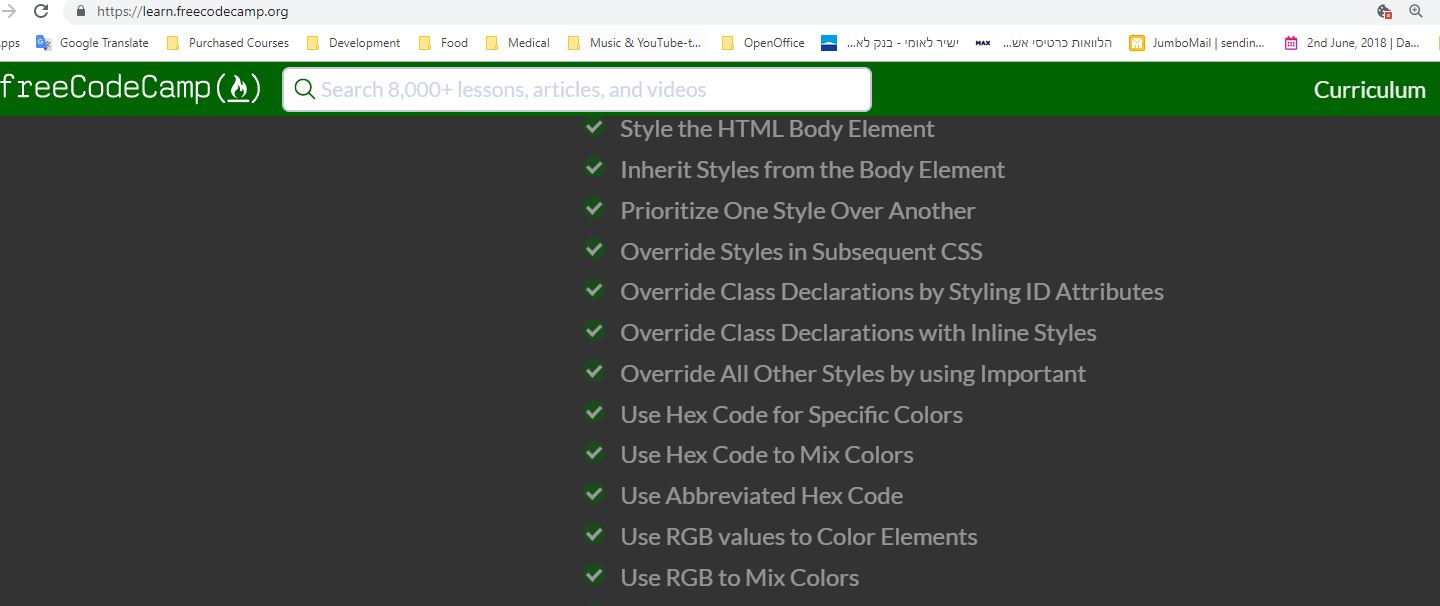 https://learn.freecodecamp.org
pps Google Translate Purchased Courses Development Food Medical Music & YouTube-t... OpenOffice ישיר לאומי - בנק לא... MAX הלוואות כרטיסי אש... JumboMail | sendin... 2nd June, 2018 | Da...
freeCodeCamp(🔥) Search 8,000+ lessons, articles, and videos Curriculum
Style the HTML Body Element
Inherit Styles from the Body Element
Prioritize One Style Over Another
Override Styles in Subsequent CSS
Override Class Declarations by Styling ID Attributes
Override Class Declarations with Inline Styles
Override All Other Styles by using Important
Use Hex Code for Specific Colors
Use Hex Code to Mix Colors
Use Abbreviated Hex Code
Use RGB values to Color Elements
Use RGB to Mix Colors